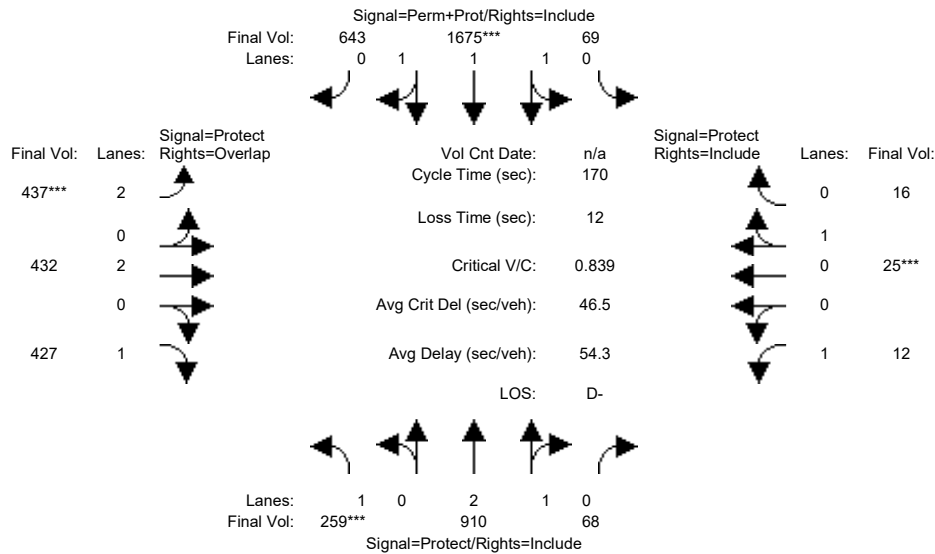 Signal=Perm+Prot/Rights=Include
Final Vol: 643 1675*** 69
Lanes: 0 1 1 1 0
Signal=Protect
Final Vol: Lanes: Rights=Overlap
Vol Cnt Date: n/a
Signal=Protect
Rights=Include Lanes: Final Vol:
Cycle Time (sec): 170
437*** 2
0 16
Loss Time (sec): 12
0
1
432 2
Critical V/C: 0.839
0 25***
0
Avg Crit Del (sec/veh): 46.5
0
427 1
Avg Delay (sec/veh): 54.3
1 12
LOS: D-
Lanes: 1 0 2 1 0
Final Vol: 259*** 910 68
Signal=Protect/Rights=Include